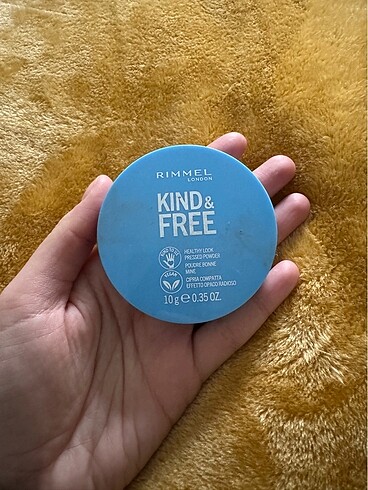 RIMMEL
LONDON
KIND &
FREE
HEALTHY LOOK
PRESSED POWDER
POUDRE BONNE
MINE
VEGAN
CIPRIA COMPATTA
EFFETTO OPACO RADIOSO
10 g ℮ 0.35 OZ.